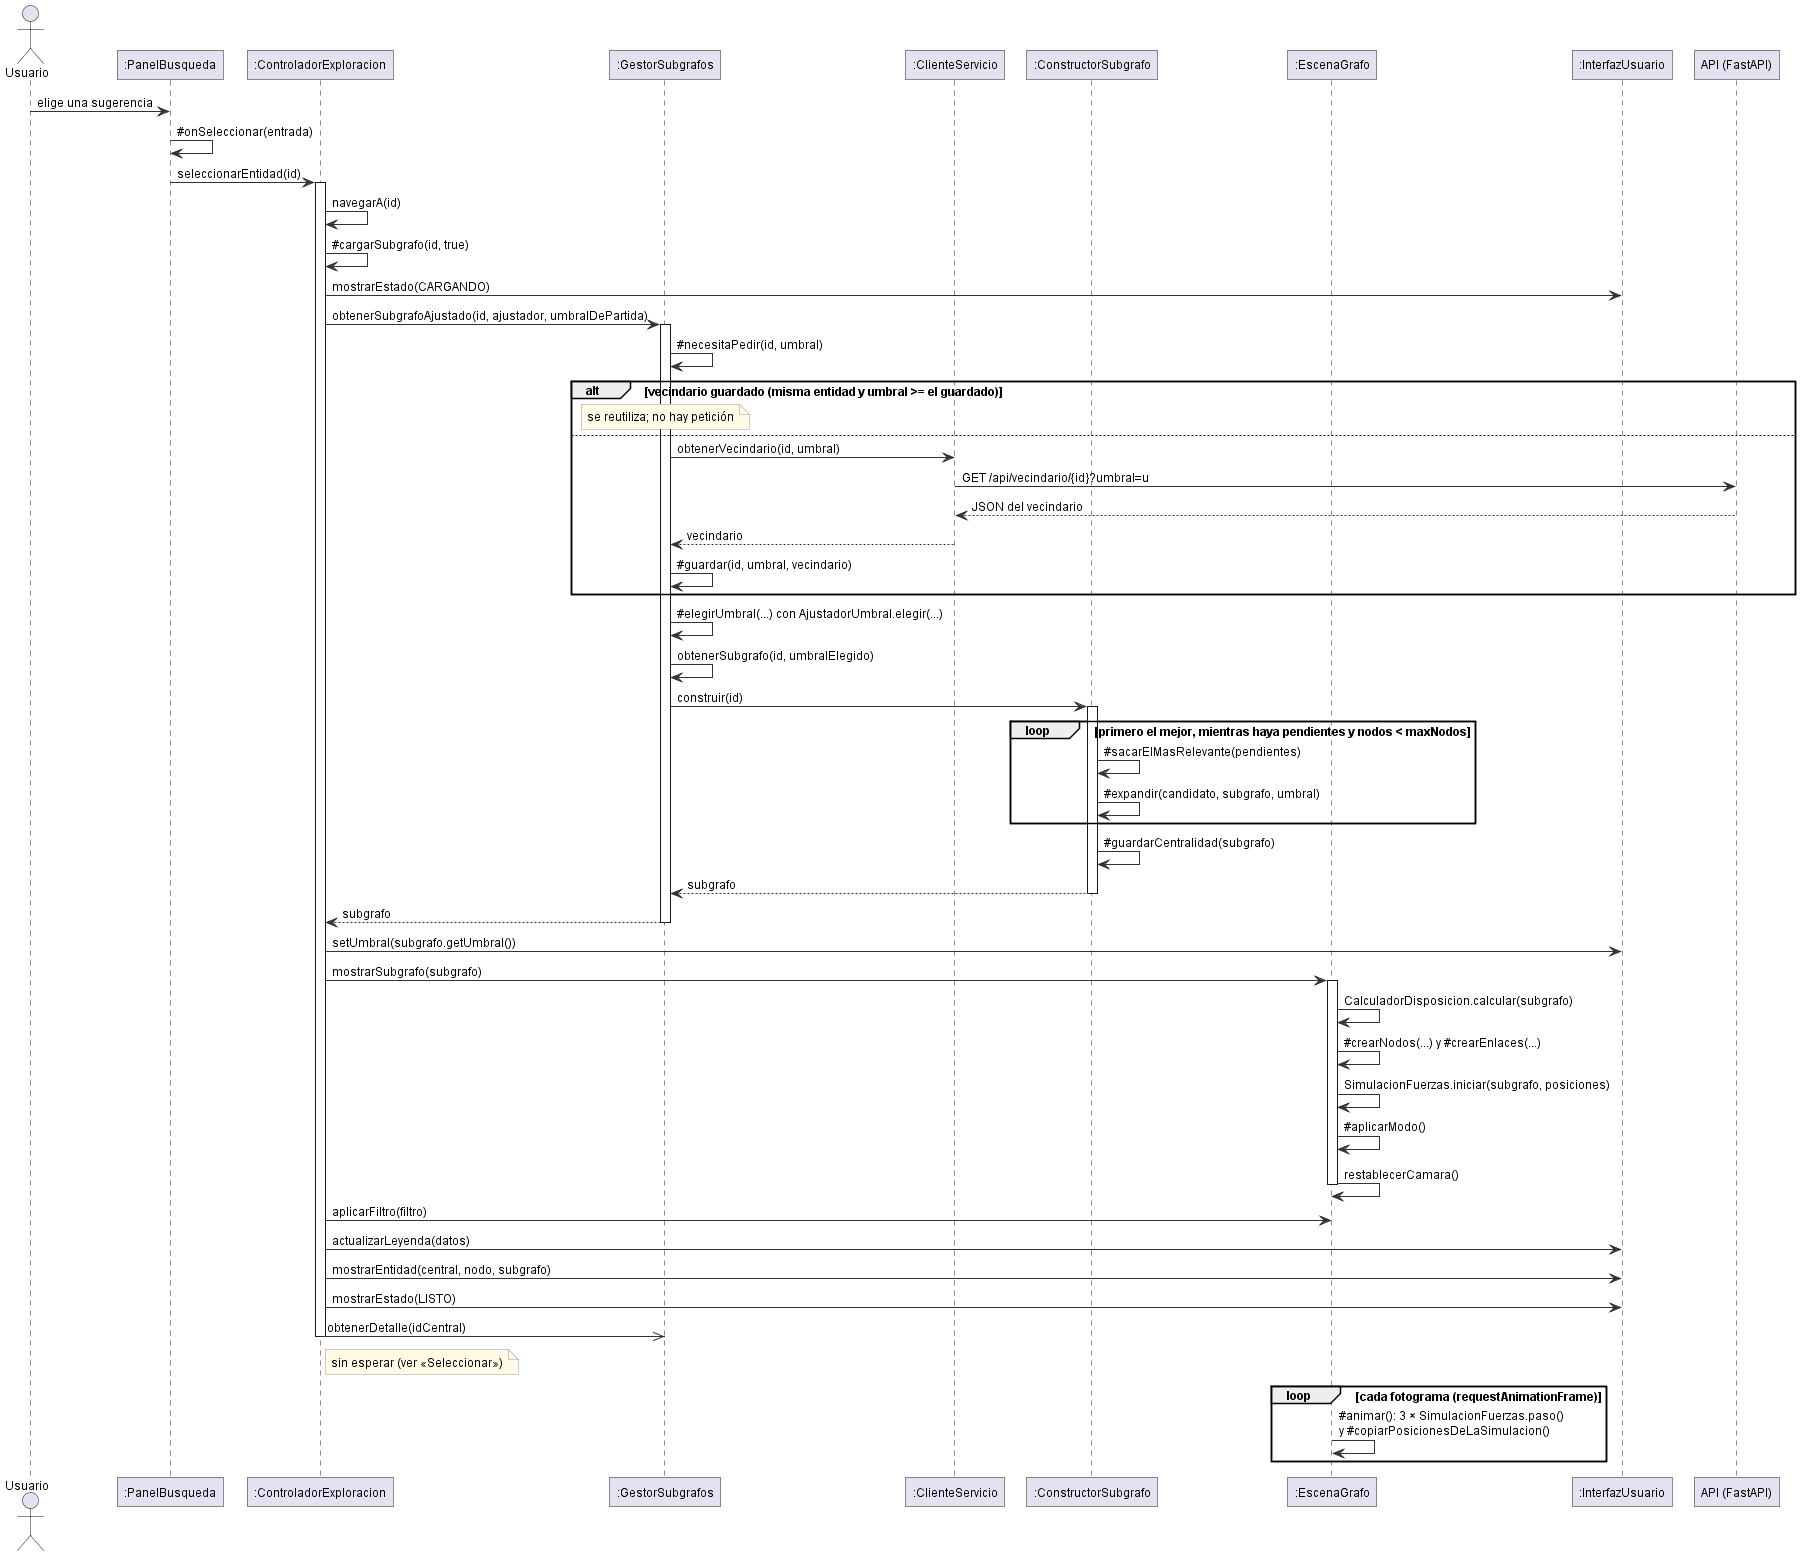 Usuario
:PanelBusqueda
:ControladorExploracion
:GestorSubgrafos
:ClienteServicio
:ConstructorSubgrafo
:EscenaGrafo
:InterfazUsuario
API (FastAPI)
elige una sugerencia
#onSeleccionar(entrada)
seleccionarEntidad(id)
navegarA(id)
#cargarSubgrafo(id, true)
mostrarEstado(CARGANDO)
obtenerSubgrafoAjustado(id, ajustador, umbralDePartida)
#necesitaPedir(id, umbral)
alt
[vecindario guardado (misma entidad y umbral >= el guardado)]
se reutiliza; no hay petición
obtenerVecindario(id, umbral)
GET /api/vecindario/{id}?umbral=u
JSON del vecindario
vecindario
#guardar(id, umbral, vecindario)
#elegirUmbral(...) con AjustadorUmbral.elegir(...)
obtenerSubgrafo(id, umbralElegido)
construir(id)
loop
[primero el mejor, mientras haya pendientes y nodos < maxNodos]
#sacarElMasRelevante(pendientes)
#expandir(candidato, subgrafo, umbral)
#guardarCentralidad(subgrafo)
subgrafo
subgrafo
setUmbral(subgrafo.getUmbral())
mostrarSubgrafo(subgrafo)
CalculadorDisposicion.calcular(subgrafo)
#crearNodos(...) y #crearEnlaces(...)
SimulacionFuerzas.iniciar(subgrafo, posiciones)
#aplicarModo()
restablecerCamara()
aplicarFiltro(filtro)
actualizarLeyenda(datos)
mostrarEntidad(central, nodo, subgrafo)
mostrarEstado(LISTO)
obtenerDetalle(idCentral)
sin esperar (ver «Seleccionar»)
loop
[cada fotograma (requestAnimationFrame)]
#animar(): 3 × SimulacionFuerzas.paso()
y #copiarPosicionesDeLaSimulacion()
Usuario
:PanelBusqueda
:ControladorExploracion
:GestorSubgrafos
:ClienteServicio
:ConstructorSubgrafo
:EscenaGrafo
:InterfazUsuario
API (FastAPI)